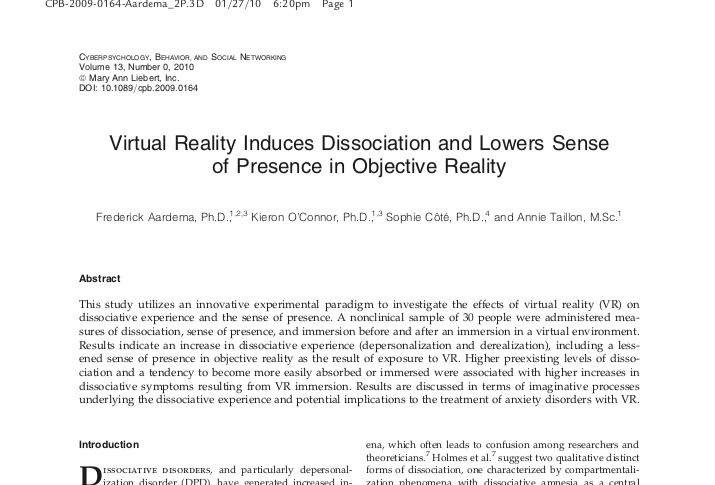 CPB-2009-0164-Aardema_2P.3D 01/27/10 6:20pm Page 1
CYBERPSYCHOLOGY, BEHAVIOR, AND SOCIAL NETWORKING
Volume 13, Number 0, 2010
© Mary Ann Liebert, Inc.
DOI: 10.1089/cpb.2009.0164
Virtual Reality Induces Dissociation and Lowers Sense
of Presence in Objective Reality
Frederick Aardema, Ph.D.,1,2,3 Kieron O'Connor, Ph.D.,1,3 Sophie Côté, Ph.D.,4 and Annie Taillon, M.Sc.1
Abstract
This study utilizes an innovative experimental paradigm to investigate the effects of virtual reality (VR) on
dissociative experience and the sense of presence. A nonclinical sample of 30 people were administered mea-
sures of dissociation, sense of presence, and immersion before and after an immersion in a virtual environment.
Results indicate an increase in dissociative experience (depersonalization and derealization), including a less-
ened sense of presence in objective reality as the result of exposure to VR. Higher preexisting levels of disso-
ciation and a tendency to become more easily absorbed or immersed were associated with higher increases in
dissociative symptoms resulting from VR immersion. Results are discussed in terms of imaginative processes
underlying the dissociative experience and potential implications to the treatment of anxiety disorders with VR.
Introduction
DISSOCIATIVE DISORDERS, and particularly depersonal-
ization disorder (DPD), have generated increased in-
ena, which often leads to confusion among researchers and
theoreticians.7 Holmes et al.7 suggest two qualitative distinct
forms of dissociation, one characterized by compartmentali-
zation phenomena with dissociative amnesia as a central